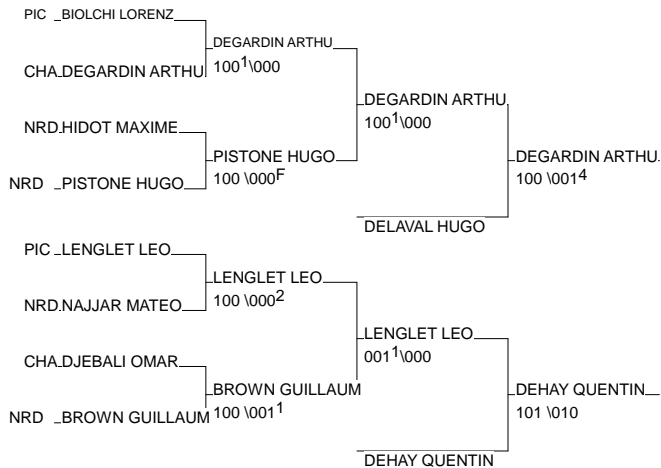 PIC BIOLCHI LORENZ
DEGARDIN ARTHU
100¹\000
CHA DEGARDIN ARTHU
DEGARDIN ARTHU
100¹\000
NRD HIDOT MAXIME
PISTONE HUGO
100 \000F
DEGARDIN ARTHU
100 \001⁴
NRD PISTONE HUGO
DELAVAL HUGO
PIC LENGLET LEO
LENGLET LEO
100 \000²
NRD NAJJAR MATEO
LENGLET LEO
001¹\000
CHA DJEBALI OMAR
BROWN GUILLAUM
100 \001¹
DEHAY QUENTIN
101 \010
NRD BROWN GUILLAUM
DEHAY QUENTIN